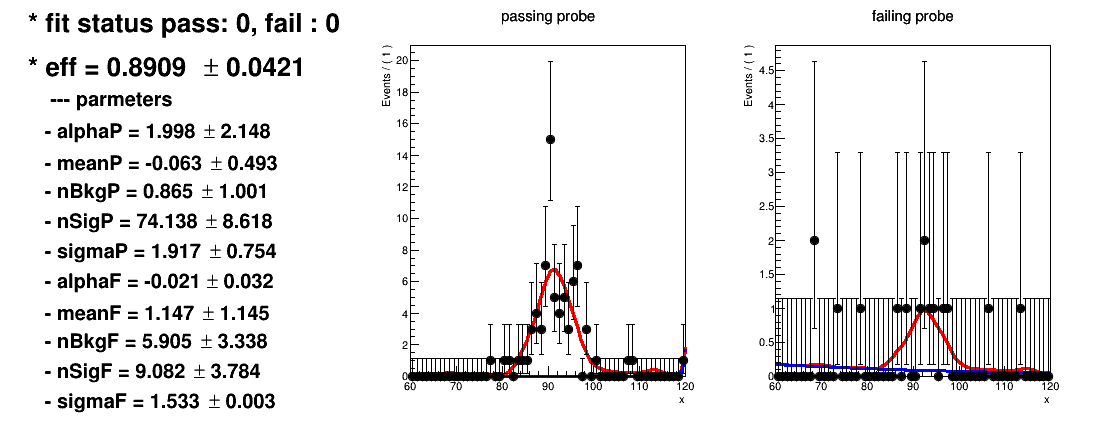 * fit status pass: 0, fail : 0
* eff = 0.8909 ± 0.0421
--- parmeters
- alphaP = 1.998 ± 2.148
- meanP = -0.063 ± 0.493
- nBkgP = 0.865 ± 1.001
- nSigP = 74.138 ± 8.618
- sigmaP = 1.917 ± 0.754
- alphaF = -0.021 ± 0.032
- meanF = 1.147 ± 1.145
- nBkgF = 5.905 ± 3.338
- nSigF = 9.082 ± 3.784
- sigmaF = 1.533 ± 0.003
passing probe
Events / ( 1 )
20
18
16
14
12
10
8
6
4
2
0
60 70 80 90 100 110 120
x
failing probe
Events / ( 1 )
4.5
4
3.5
3
2.5
2
1.5
1
0.5
0
60 70 80 90 100 110 120
x